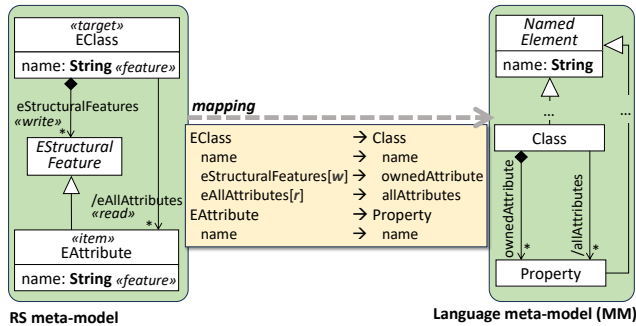 «target»
EClass
name: String «feature»
eStructuralFeatures
«write»
*
EStructural
Feature
/eAllAttributes
«read»
*
«item»
EAttribute
name: String «feature»
RS meta-model
mapping
EClass → Class
name → name
eStructuralFeatures[w] → ownedAttribute
eAllAttributes[r] → allAttributes
EAttribute → Property
name → name
Named
Element
name: String
...
...
Class
ownedAttribute
*
/allAttributes
*
Property
Language meta-model (MM)